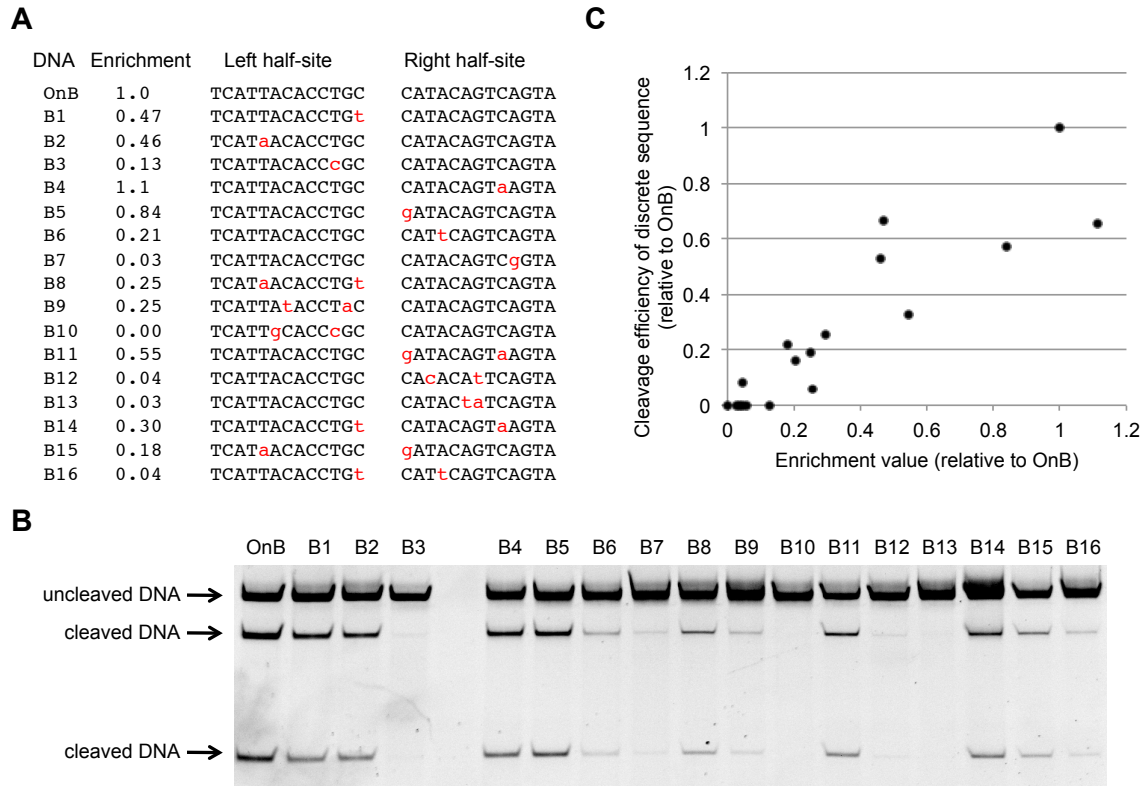 A
DNA Enrichment Left half-site Right half-site
OnB 1.0 TCATTACACCTGC CATACAGTCAGTA
B1 0.47 TCATTACACCTGt CATACAGTCAGTA
B2 0.46 TCATaACACCTGC CATACAGTCAGTA
B3 0.13 TCATTACACCcGC CATACAGTCAGTA
B4 1.1 TCATTACACCTGC CATACAGTaAGTA
B5 0.84 TCATTACACCTGC gATACAGTCAGTA
B6 0.21 TCATTACACCTGC CATtCAGTCAGTA
B7 0.03 TCATTACACCTGC CATACAGTCgGTA
B8 0.25 TCATaACACCTGt CATACAGTCAGTA
B9 0.25 TCATTAtACCTaC CATACAGTCAGTA
B10 0.00 TCATTgCACCcGC CATACAGTCAGTA
B11 0.55 TCATTACACCTGC gATACAGTaAGTA
B12 0.04 TCATTACACCTGC CAcACAtTCAGTA
B13 0.03 TCATTACACCTGC CATACtaTCAGTA
B14 0.30 TCATTACACCTGt CATACAGTaAGTA
B15 0.18 TCATaACACCTGC gATACAGTCAGTA
B16 0.04 TCATTACACCTGt CATtCAGTCAGTA
C
Cleavage efficiency of discrete sequence
(relative to OnB)
1.2
1
0.8
0.6
0.4
0.2
0
0 0.2 0.4 0.6 0.8 1 1.2
Enrichment value (relative to OnB)
B
OnB B1 B2 B3 B4 B5 B6 B7 B8 B9 B10 B11 B12 B13 B14 B15 B16
uncleaved DNA
cleaved DNA
cleaved DNA